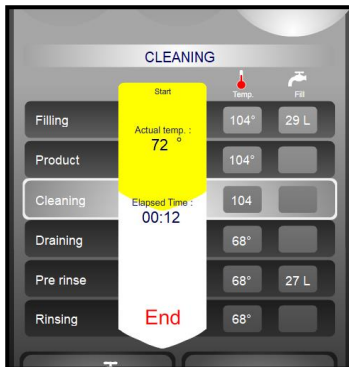 CLEANING
Start
Temp.
Fill
Filling
Actual temp. :
72 °
104°
29 L
Product
104°
Cleaning
Elapsed Time :
00:12
104
Draining
68°
Pre rinse
68°
27 L
Rinsing
End
68°